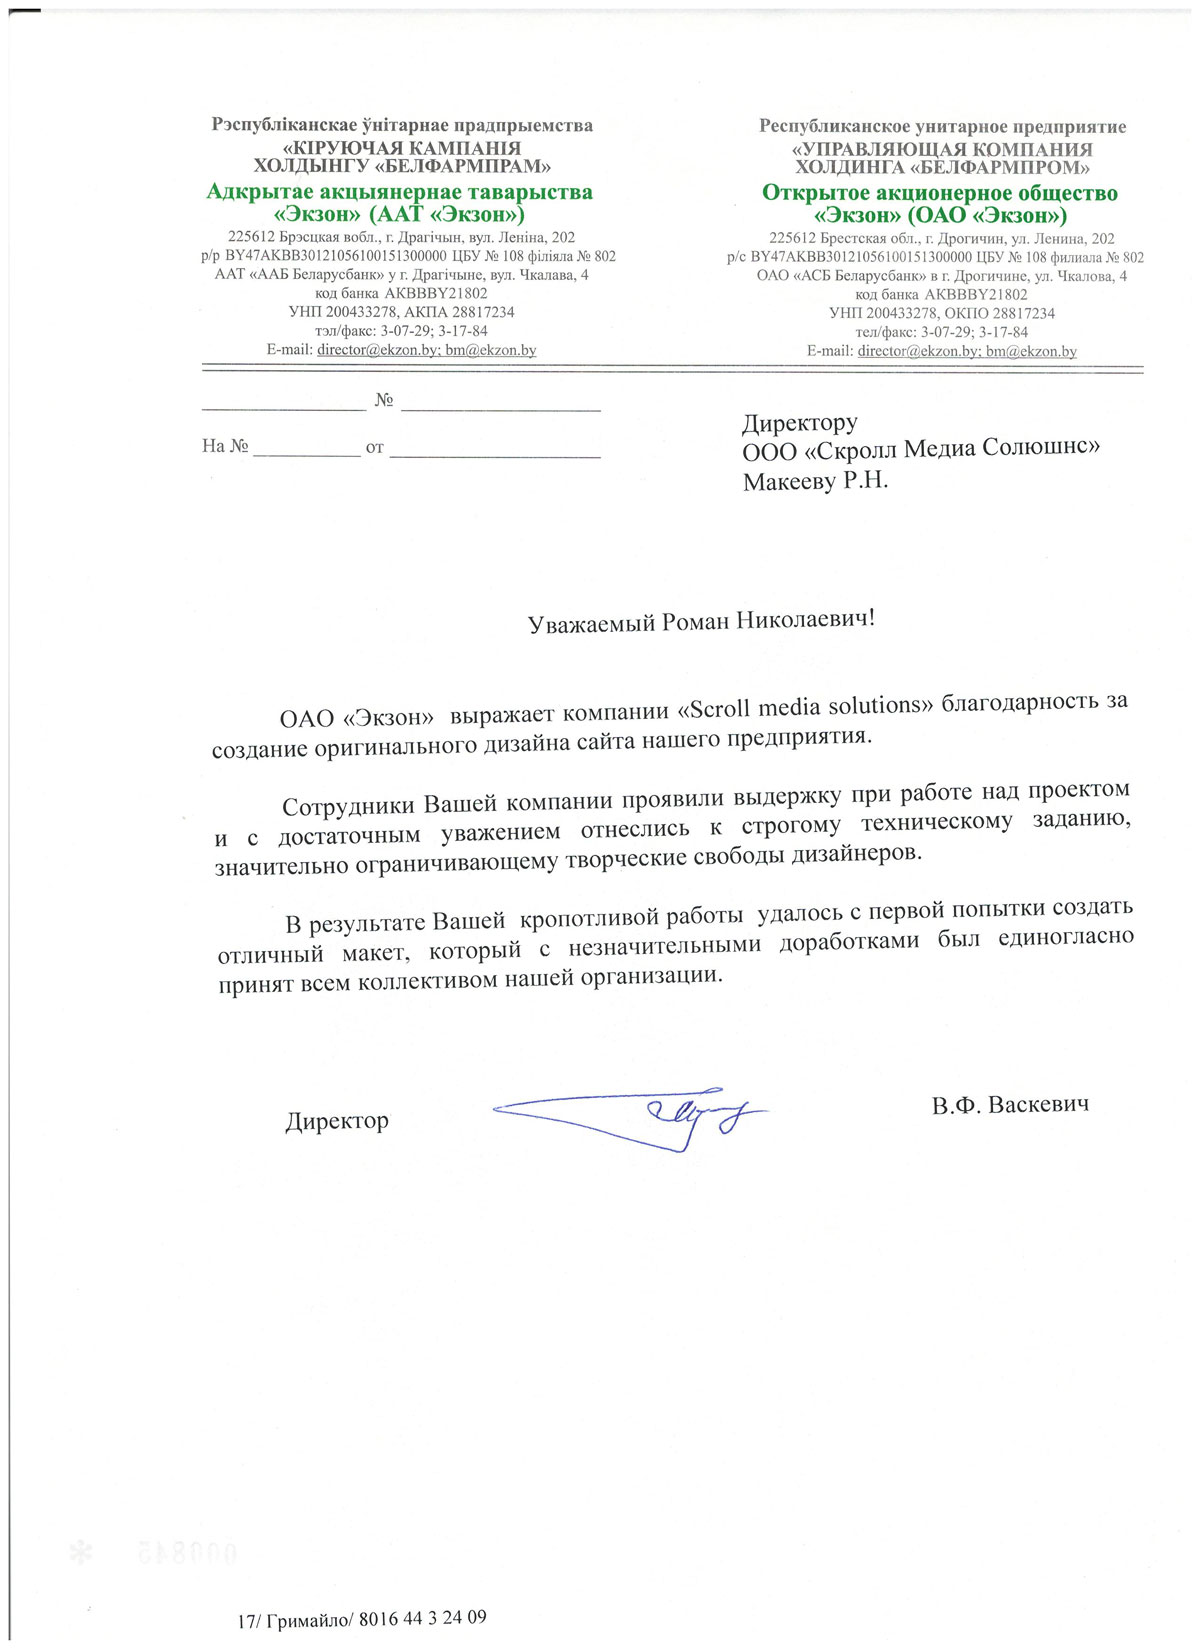 Рэспубліканскае ўнітарнае прадпрыемства
«КІРУЮЧАЯ КАМПАНІЯ
ХОЛДЫНГУ «БЕЛФАРМПРАМ»
Адкрытае акцыянернае таварыства
«Экзон» (ААТ «Экзон»)
225612 Брэсцкая вобл., г. Драгічын, вул. Леніна, 202
р/р BY47AKBB30121056100151300000 ЦБУ № 108 філіяла № 802
ААТ «ААБ Беларусбанк» у г. Драгічыне, вул. Чкалава, 4
код банка AKBBBY21802
УНП 200433278, АКПА 28817234
тэл/факс: 3-07-29; 3-17-84
E-mail: director@ekzon.by; bm@ekzon.by
Республиканское унитарное предприятие
«УПРАВЛЯЮЩАЯ КОМПАНИЯ
ХОЛДИНГА «БЕЛФАРМПРОМ»
Открытое акционерное общество
«Экзон» (ОАО «Экзон»)
225612 Брестская обл., г. Дрогичин, ул. Ленина, 202
р/с BY47AKBB30121056100151300000 ЦБУ № 108 филиала № 802
ОАО «АСБ Беларусбанк» в г. Дрогичине, ул. Чкалова, 4
код банка AKBBBY21802
УНП 200433278, ОКПО 28817234
тел/факс: 3-07-29; 3-17-84
E-mail: director@ekzon.by; bm@ekzon.by
№
На № от
Директору
ООО «Скролл Медиа Солюшнс»
Макееву Р.Н.
Уважаемый Роман Николаевич!
ОАО «Экзон» выражает компании «Scroll media solutions» благодарность за
создание оригинального дизайна сайта нашего предприятия.
Сотрудники Вашей компании проявили выдержку при работе над проектом
и с достаточным уважением отнеслись к строгому техническому заданию,
значительно ограничивающему творческие свободы дизайнеров.
В результате Вашей кропотливой работы удалось с первой попытки создать
отличный макет, который с незначительными доработками был единогласно
принят всем коллективом нашей организации.
Директор
В.Ф. Васкевич
000845
17/ Гримайло/ 8016 44 3 24 09